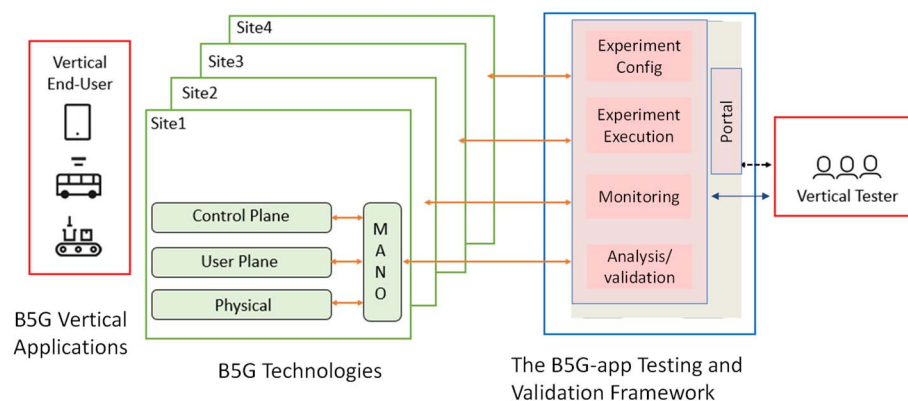 Vertical
End-User
B5G Vertical
Applications
Site4
Site3
Site2
Site1
Control Plane
User Plane
Physical
M
A
N
O
B5G Technologies
Experiment
Config
Experiment
Execution
Monitoring
Analysis/
validation
Portal
The B5G-app Testing and
Validation Framework
Vertical Tester